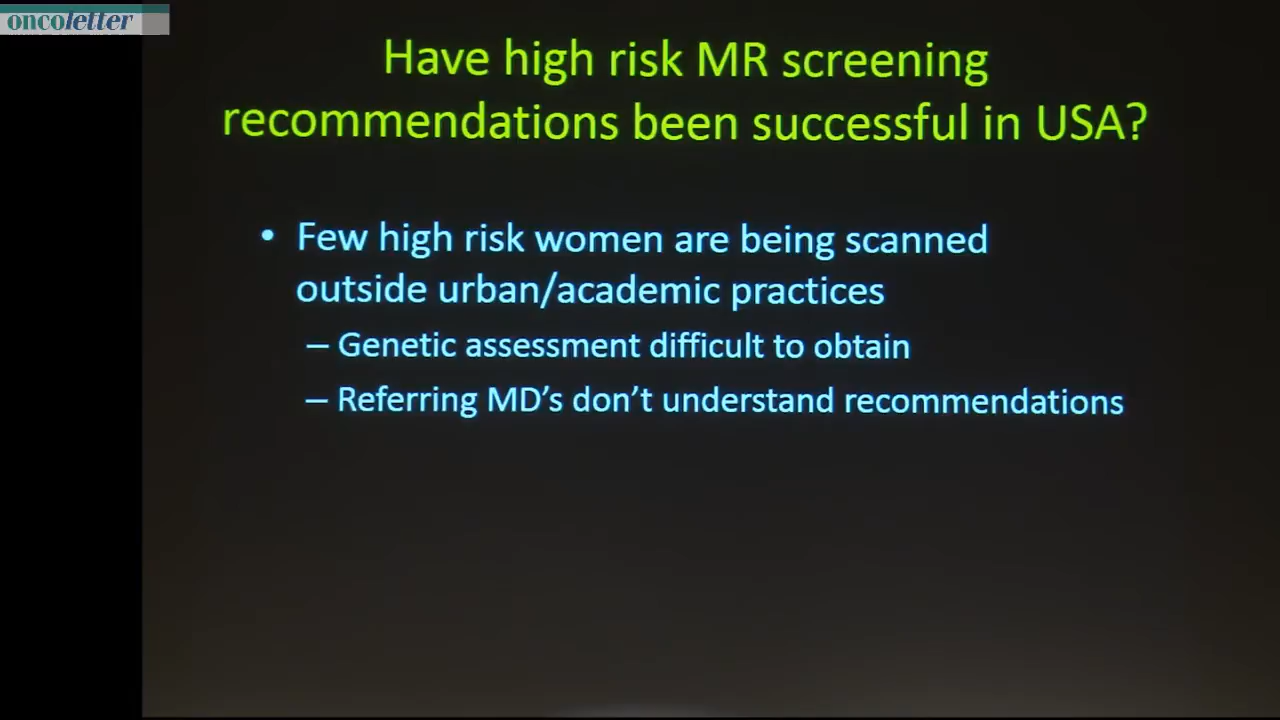 oncoletter
Have high risk MR screening
recommendations been successful in USA?
• Few high risk women are being scanned
outside urban/academic practices
– Genetic assessment difficult to obtain
– Referring MD's don't understand recommendations